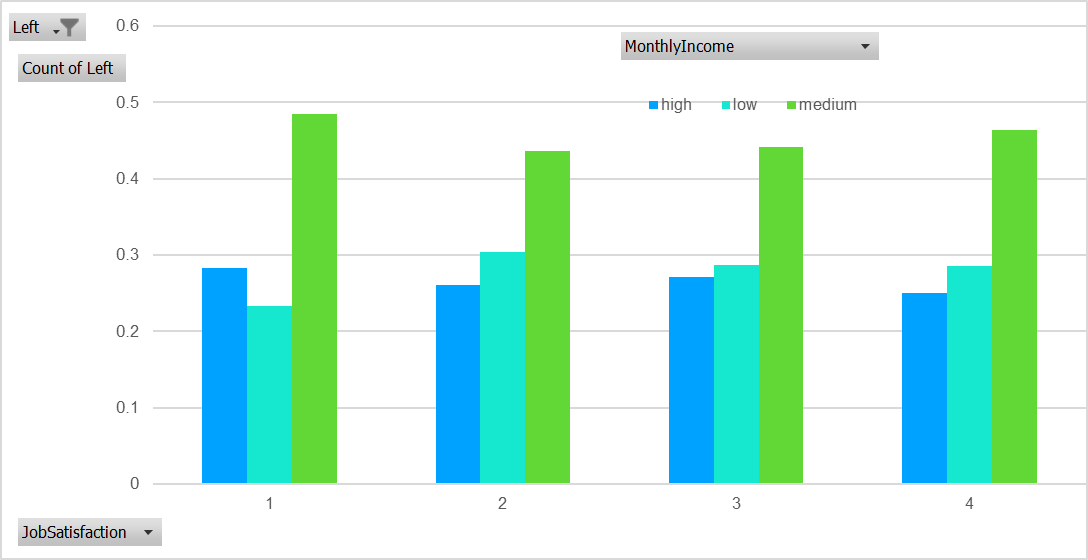 Left
0.6
MonthlyIncome
Count of Left
0.5
high low medium
0.4
0.3
0.2
0.1
0
1 2 3 4
JobSatisfaction